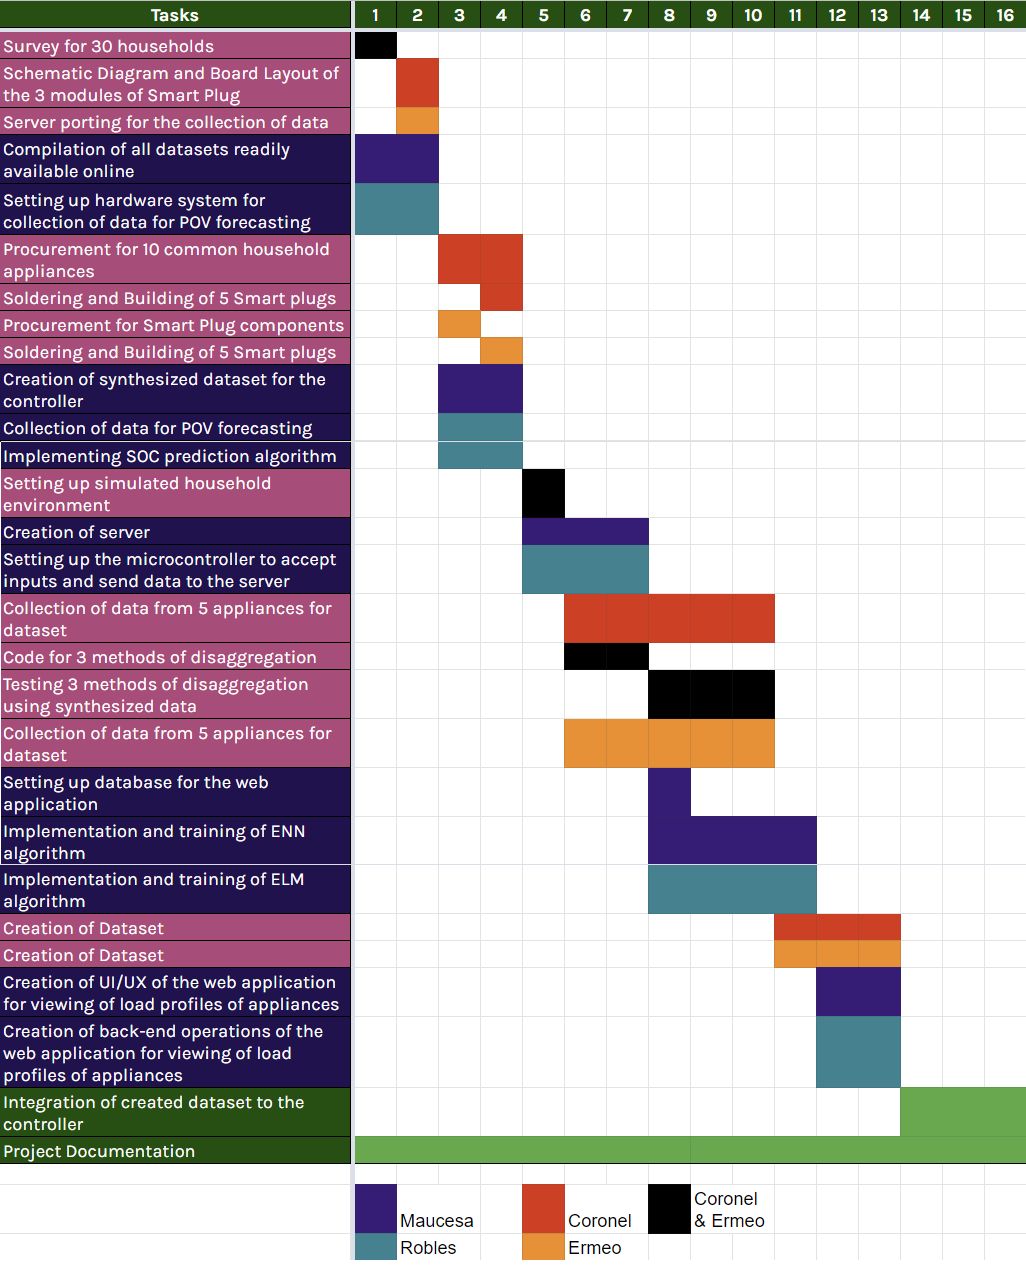 Tasks 1 2 3 4 5 6 7 8 9 10 11 12 13 14 15 16
Survey for 30 households
Schematic Diagram and Board Layout of
the 3 modules of Smart Plug
Server porting for the collection of data
Compilation of all datasets readily
available online
Setting up hardware system for
collection of data for POV forecasting
Procurement for 10 common household
appliances
Soldering and Building of 5 Smart plugs
Procurement for Smart Plug components
Soldering and Building of 5 Smart plugs
Creation of synthesized dataset for the
controller
Collection of data for POV forecasting
Implementing SOC prediction algorithm
Setting up simulated household
environment
Creation of server
Setting up the microcontroller to accept
inputs and send data to the server
Collection of data from 5 appliances for
dataset
Code for 3 methods of disaggregation
Testing 3 methods of disaggregation
using synthesized data
Collection of data from 5 appliances for
dataset
Setting up database for the web
application
Implementation and training of ENN
algorithm
Implementation and training of ELM
algorithm
Creation of Dataset
Creation of Dataset
Creation of UI/UX of the web application
for viewing of load profiles of appliances
Creation of back-end operations of the
web application for viewing of load
profiles of appliances
Integration of created dataset to the
controller
Project Documentation
Maucesa
Robles
Coronel
Ermeo
Coronel
& Ermeo